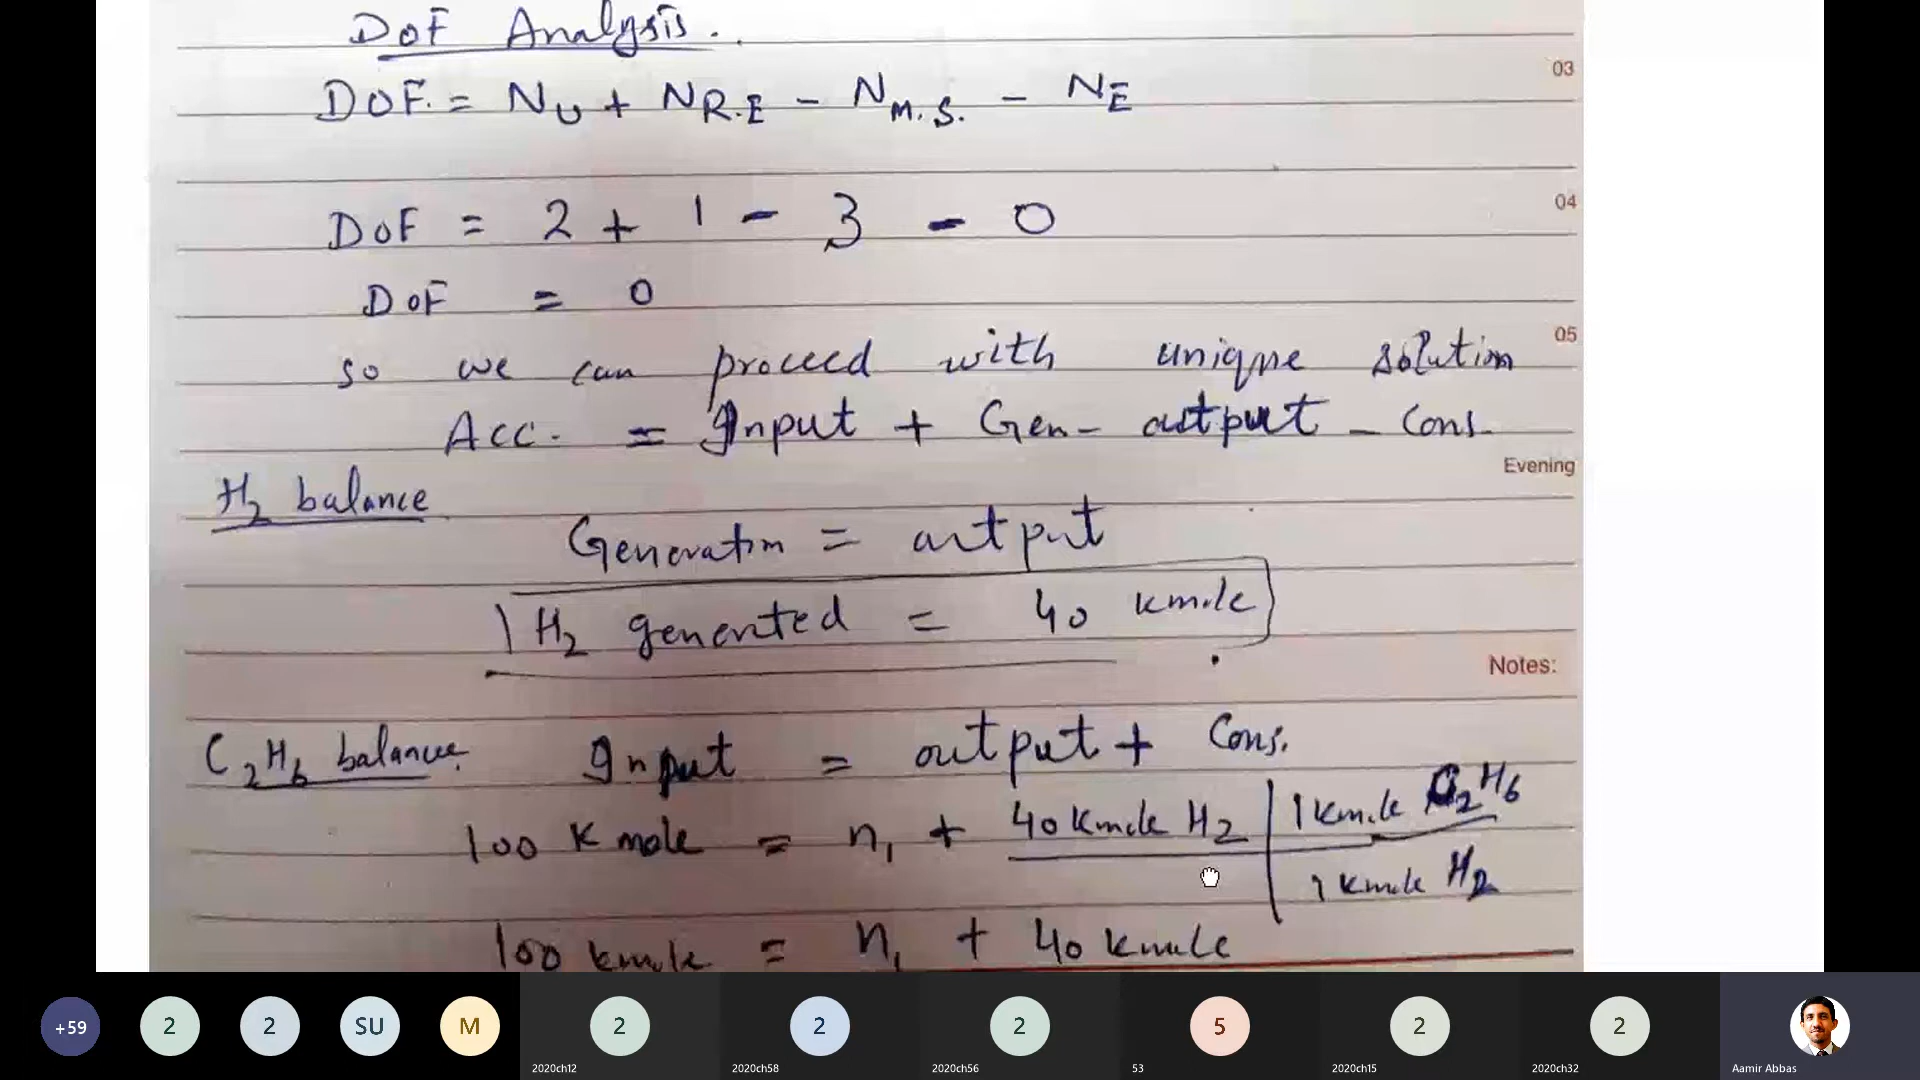 DOF Analysis.
03
DOF. = NU + NR.E - NM.S. - NE
04
DOF = 2 + 1 - 3 - 0
DOF = 0
05
so we can proceed with unique solution
Acc. = Input + Gen - output - Cons.
Evening
H2 balance
Generation = output
H2 generated = 40 kmole
Notes:
C2H6 balance. Input = output + Cons.
100 K mole = n1 + 40 Kmole H2 | 1 kmole C2H6
1 kmole H2
100 kmole = n1 + 40 kmole
+59 2 2 SU M 2 2 2 5 2 2
2020ch12 2020ch58 2020ch56 53 2020ch15 2020ch32 Aamir Abbas